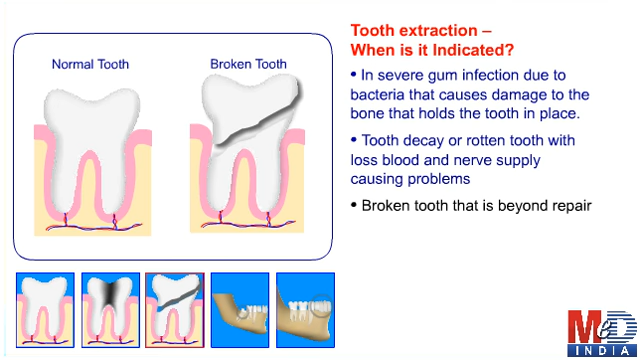 Tooth extraction –
When is it Indicated?
Normal Tooth
Broken Tooth
• In severe gum infection due to
bacteria that causes damage to the
bone that holds the tooth in place.
• Tooth decay or rotten tooth with
loss blood and nerve supply
causing problems
• Broken tooth that is beyond repair
MeD
INDIA